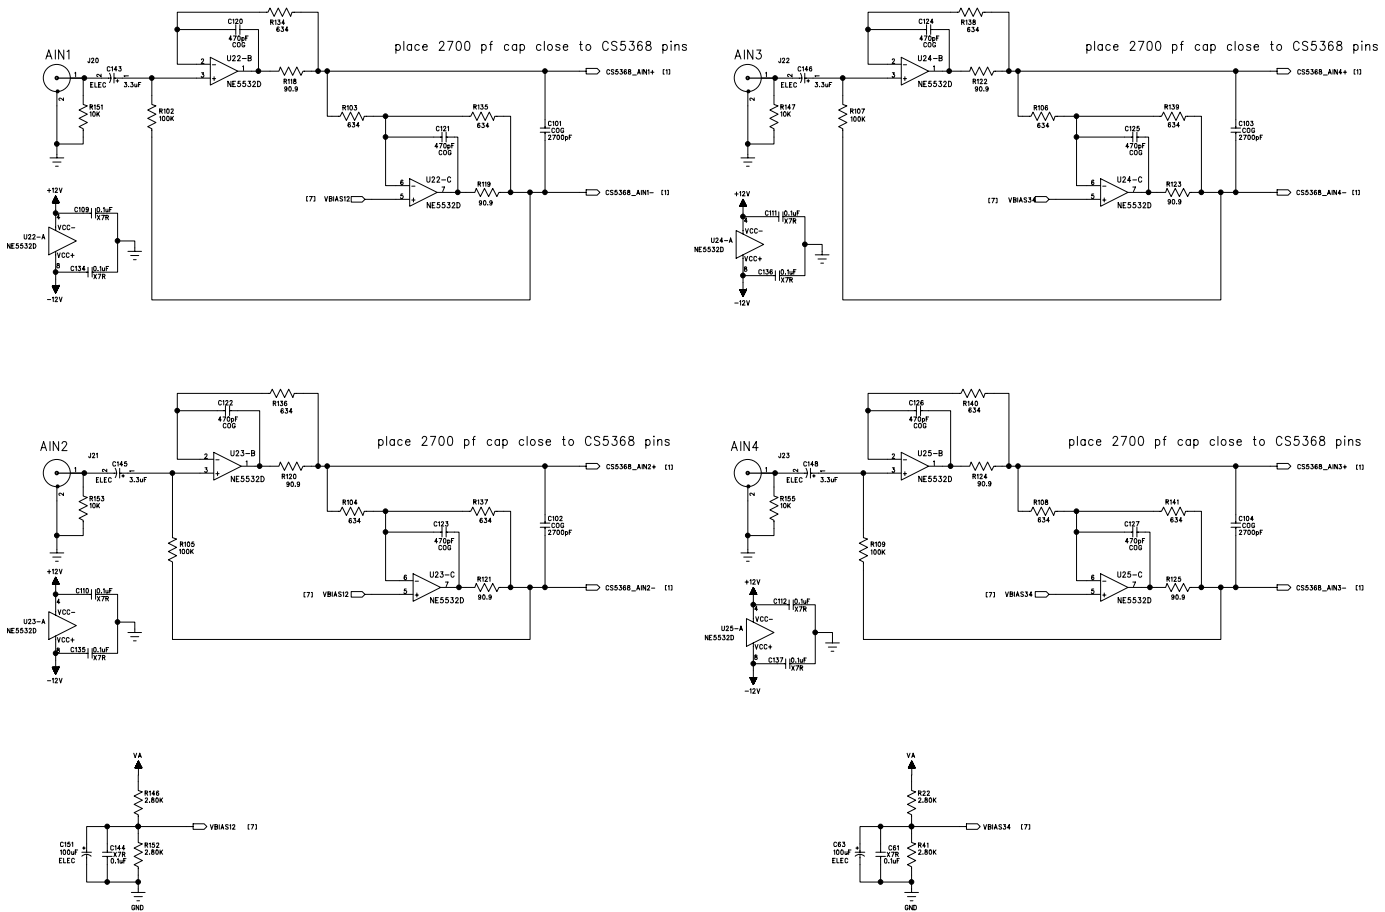 AIN1
J20
C143
ELEC
3.3uF
R151
10K
R102
100K
C120
470pF
COG
R134
634
U22-B
NE5532D
R118
90.9
place 2700 pf cap close to CS5368 pins
CS5368_AIN1+ [1]
R103
634
R135
634
C121
470pF
COG
C101
COG
2700pF
U22-C
NE5532D
R119
90.9
[7] VBIAS12
CS5368_AIN1- [1]
+12V
C109
0.1uF
X7R
VCC-
U22-A
NE5532D
VCC+
C134
0.1uF
X7R
-12V
AIN3
J22
C146
ELEC
3.3uF
R147
10K
R107
100K
C124
470pF
COG
R138
634
U24-B
NE5532D
R122
90.9
place 2700 pf cap close to CS5368 pins
CS5368_AIN4+ [1]
R106
634
R139
634
C125
470pF
COG
C103
COG
2700pF
U24-C
NE5532D
R123
90.9
[7] VBIAS34
CS5368_AIN4- [1]
+12V
C111
0.1uF
X7R
VCC-
U24-A
NE5532D
VCC+
C136
0.1uF
X7R
-12V
AIN2
J21
C145
ELEC
3.3uF
R153
10K
R105
100K
C122
470pF
COG
R136
634
U23-B
NE5532D
R120
90.9
place 2700 pf cap close to CS5368 pins
CS5368_AIN2+ [1]
R104
634
R137
634
C123
470pF
COG
C102
COG
2700pF
U23-C
NE5532D
R121
90.9
[7] VBIAS12
CS5368_AIN2- [1]
+12V
C110
0.1uF
X7R
VCC-
U23-A
NE5532D
VCC+
C135
0.1uF
X7R
-12V
AIN4
J23
C148
ELEC
3.3uF
R155
10K
R109
100K
C126
470pF
COG
R140
634
U25-B
NE5532D
R124
90.9
place 2700 pf cap close to CS5368 pins
CS5368_AIN3+ [1]
R108
634
R141
634
C127
470pF
COG
C104
COG
2700pF
U25-C
NE5532D
R125
90.9
[7] VBIAS34
CS5368_AIN3- [1]
+12V
C112
0.1uF
X7R
VCC-
U25-A
NE5532D
VCC+
C137
0.1uF
X7R
-12V
VA
R146
2.80K
VBIAS12 [7]
C151
100uF
ELEC
C144
X7R
0.1uF
R152
2.80K
GND
VA
R22
2.80K
VBIAS34 [7]
C63
100uF
ELEC
C61
X7R
0.1uF
R41
2.80K
GND